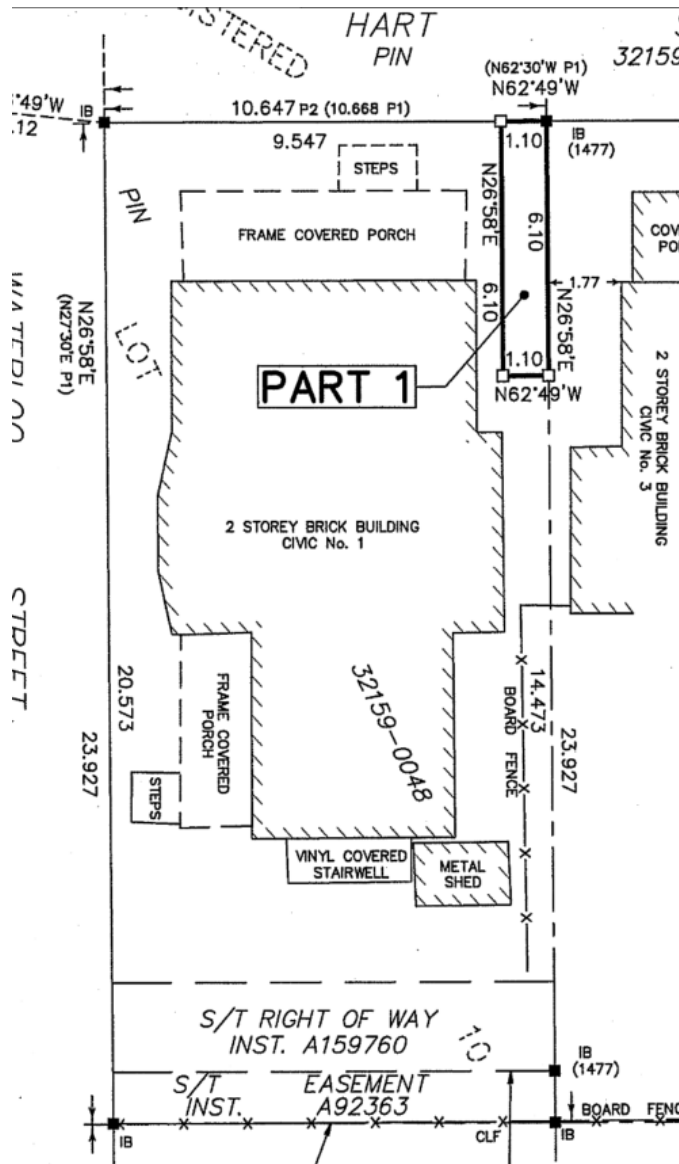 HART
PIN
32159
(N62°30'W P1)
N62°49'W
°49'W
.12
IB
10.647 P2 (10.668 P1)
9.547
1.10
IB
(1477)
STEPS
PIN
FRAME COVERED PORCH
N26°58'E
6.10
6.10
1.77
N26°58'E
N26°58'E
(N27°30'E P1)
LOT
PART 1
1.10
N62°49'W
2 STOREY BRICK BUILDING
CIVIC No. 3
WATERLOO
2 STOREY BRICK BUILDING
CIVIC No. 1
STREET
20.573
23.927
FRAME COVERED
PORCH
32159-0048
14.473
BOARD FENCE
23.927
STEPS
VINYL COVERED
STAIRWELL
METAL
SHED
S/T RIGHT OF WAY
INST. A159760
10
IB
(1477)
S/T EASEMENT
INST. A92363
IB
CLF
IB
BOARD